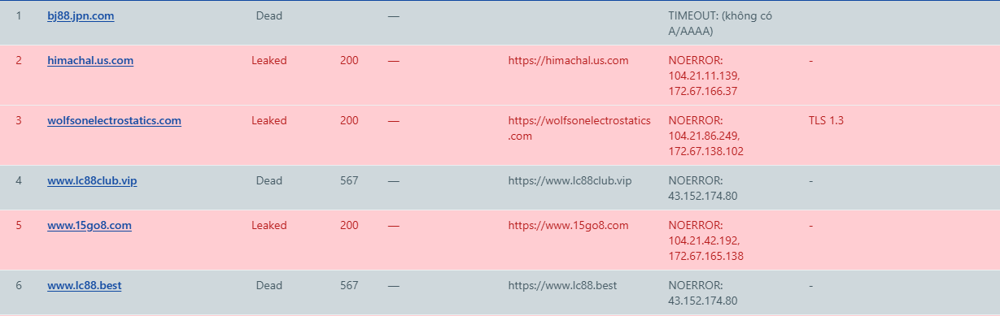 1 bj88.jpn.com Dead — TIMEOUT: (không có
A/AAAA)
2 himachal.us.com Leaked 200 — https://himachal.us.com NOERROR: -
104.21.11.139,
172.67.166.37
3 wolfsonelectrostatics.com Leaked 200 — https://wolfsonelectrostatics NOERROR: TLS 1.3
.com 104.21.86.249,
172.67.138.102
4 www.lc88club.vip Dead 567 — https://www.lc88club.vip NOERROR: -
43.152.174.80
5 www.15go8.com Leaked 200 — https://www.15go8.com NOERROR: -
104.21.42.192,
172.67.165.138
6 www.lc88.best Dead 567 — https://www.lc88.best NOERROR: -
43.152.174.80